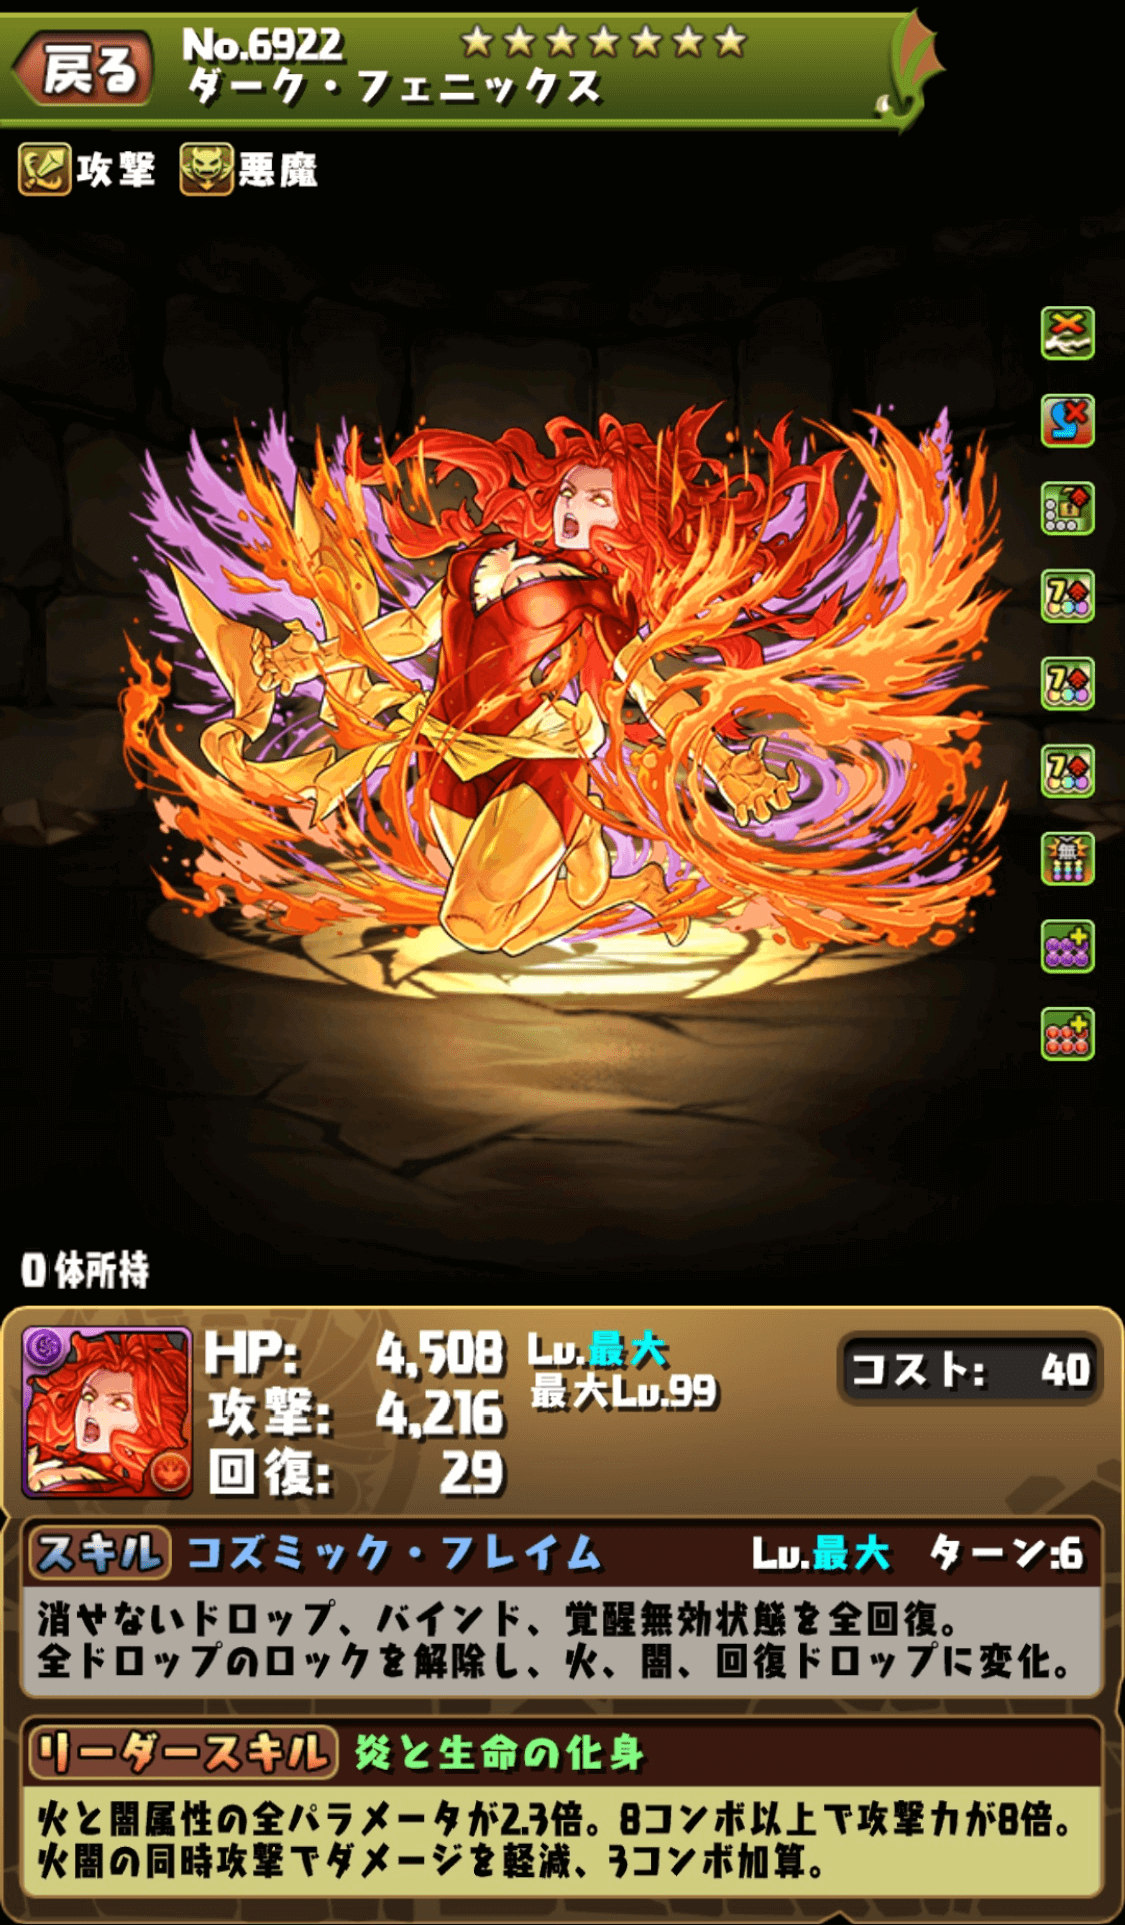 戻る
No.6922
ダーク・フェニックス
攻撃 悪魔
7
7
7
無
0体所持
HP: 4,508
攻撃: 4,216
回復: 29
Lv.最大
最大Lv.99
コスト: 40
スキル コズミック・フレイム Lv.最大 ターン:6
消せないドロップ、バインド、覚醒無効状態を全回復。
全ドロップのロックを解除し、火、闇、回復ドロップに変化。
リーダースキル 炎と生命の化身
火と闇属性の全パラメータが2.3倍。8コンボ以上で攻撃力が8倍。
火闇の同時攻撃でダメージを軽減、3コンボ加算。